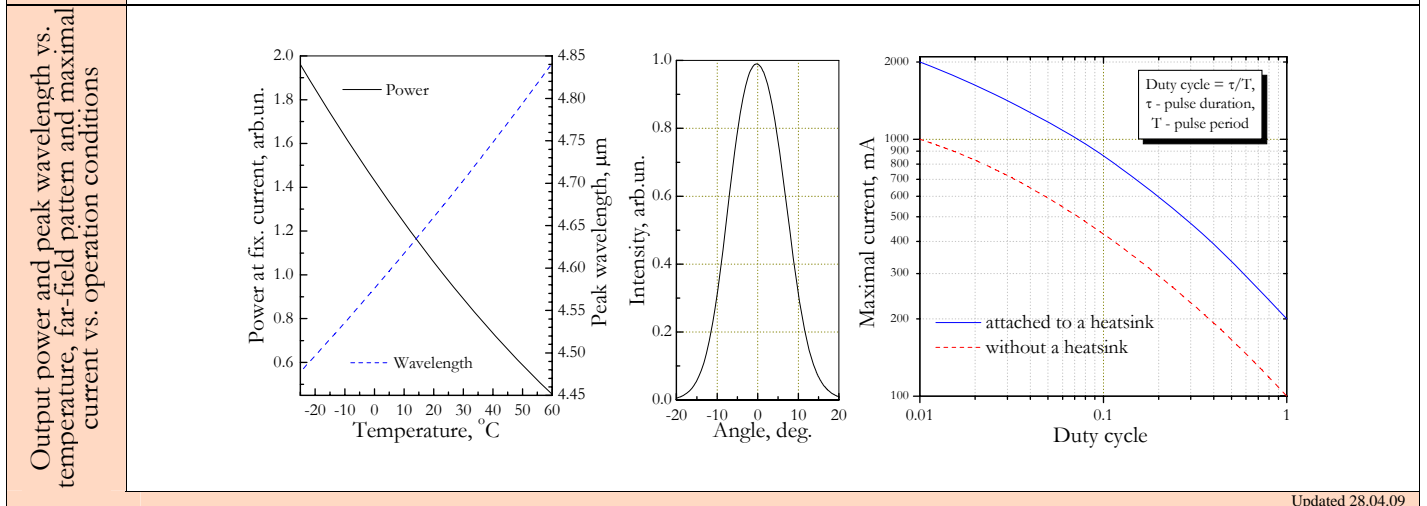 Output power and peak wavelength vs.
temperature, far-field pattern and maximal
current vs. operation conditions
2.0
1.8
1.6
1.4
1.2
1.0
0.8
0.6
Power at fix. current, arb.un.
Power
Wavelength
-20 -10 0 10 20 30 40 50 60
Temperature, °C
4.85
4.80
4.75
4.70
4.65
4.60
4.55
4.50
4.45
Peak wavelength, μm
1.0
0.8
0.6
0.4
0.2
0.0
Intensity, arb.un.
-20 -10 0 10 20
Angle, deg.
2000
1000
900
800
700
600
500
400
300
200
100
Maximal current, mA
Duty cycle = τ/T,
τ - pulse duration,
T - pulse period
attached to a heatsink
without a heatsink
0.01 0.1 1
Duty cycle
Updated 28.04.09